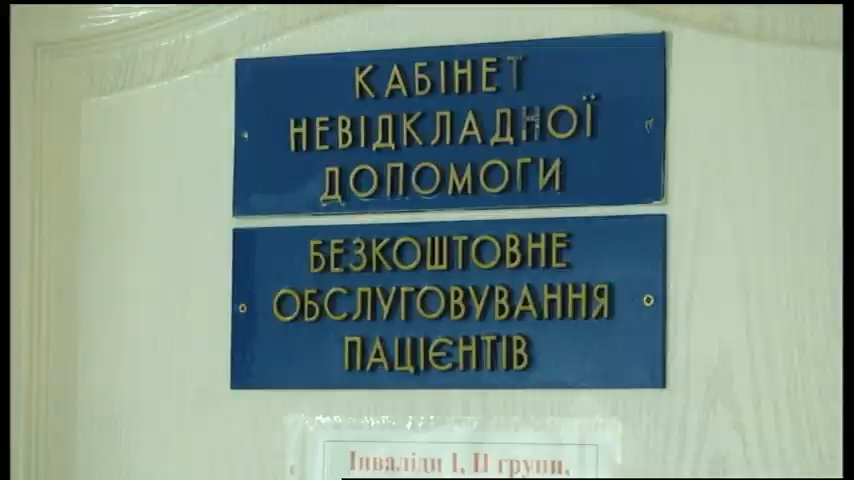 КАБІНЕТ
НЕВІДКЛАДНОЇ
ДОПОМОГИ
БЕЗКОШТОВНЕ
ОБСЛУГОВУВАННЯ
ПАЦІЄНТІВ
Інваліди I, II групи,